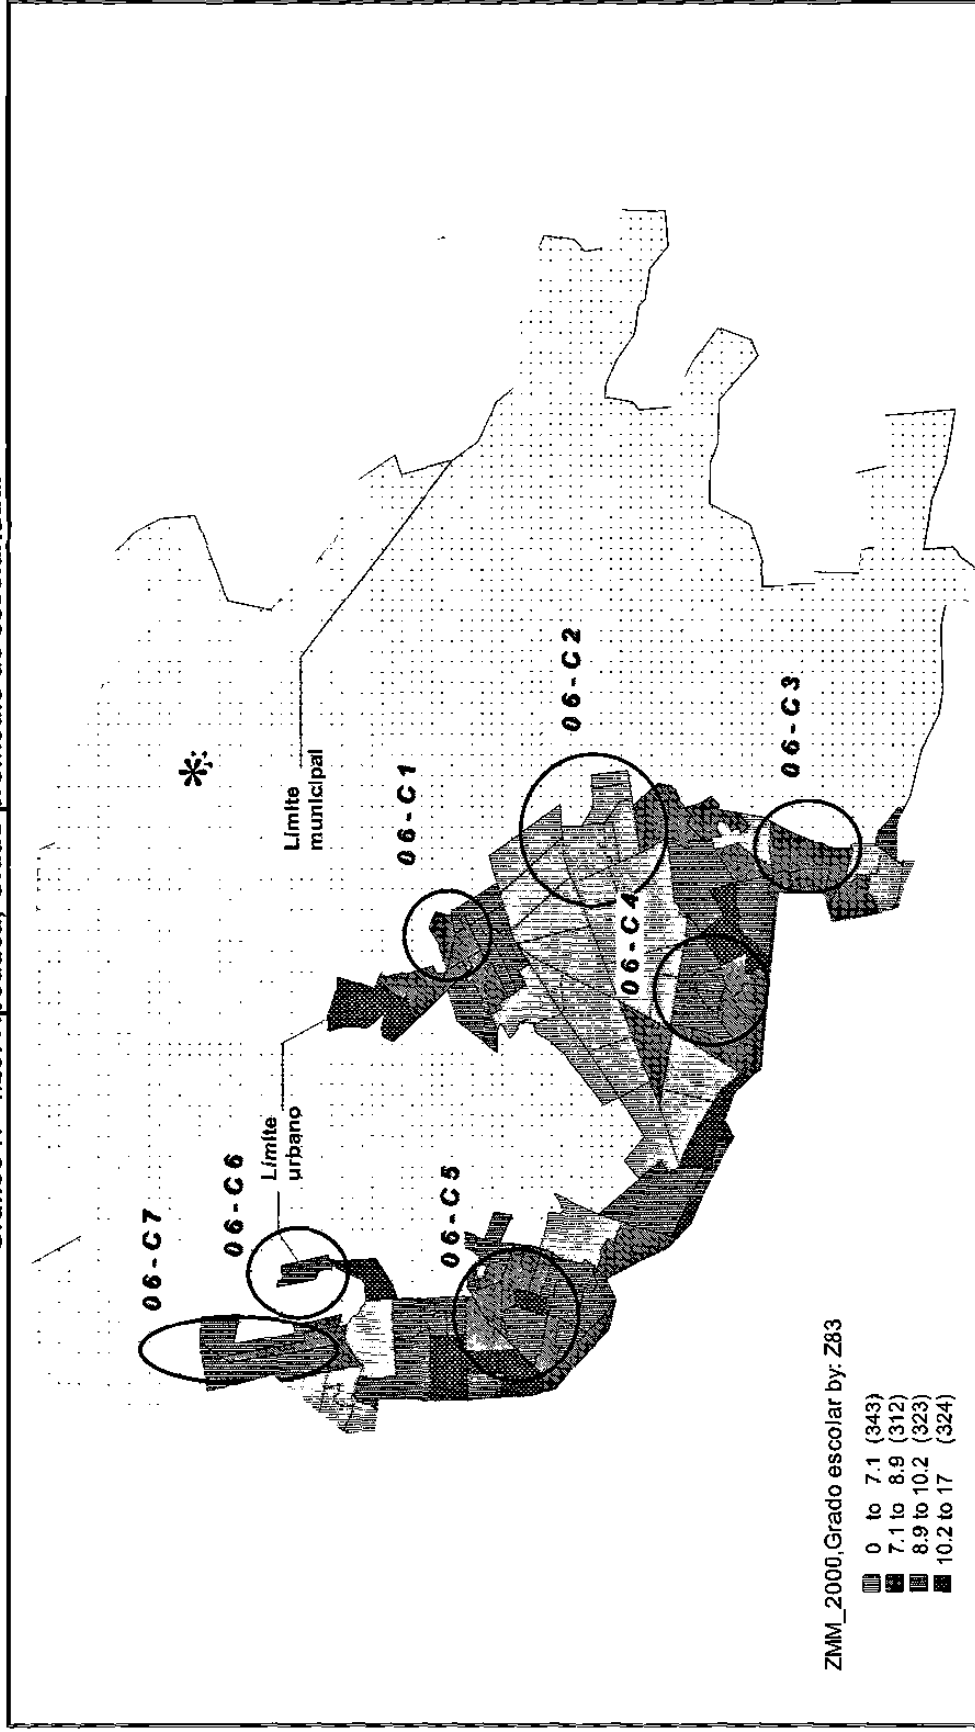 06-C7
06-C6
Límite
urbano
06-C5
Límite
municipal
06-C1
06-C2
06-C4
06-C3
ZMM_2000,Grado escolar by: Z83
0 to 7.1 (343)
7.1 to 8.9 (312)
8.9 to 10.2 (323)
10.2 to 17 (324)